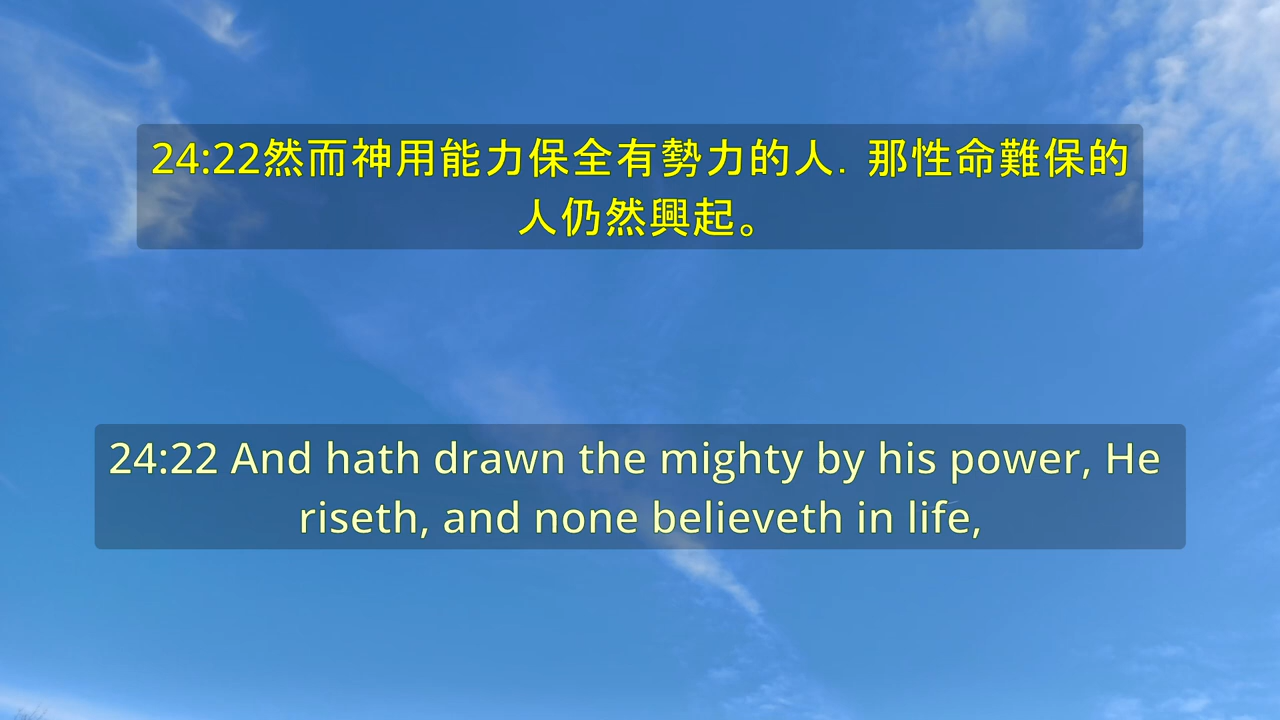 24:22然而神用能力保全有勢力的人．那性命難保的
人仍然興起。
24:22 And hath drawn the mighty by his power, He
riseth, and none believeth in life,